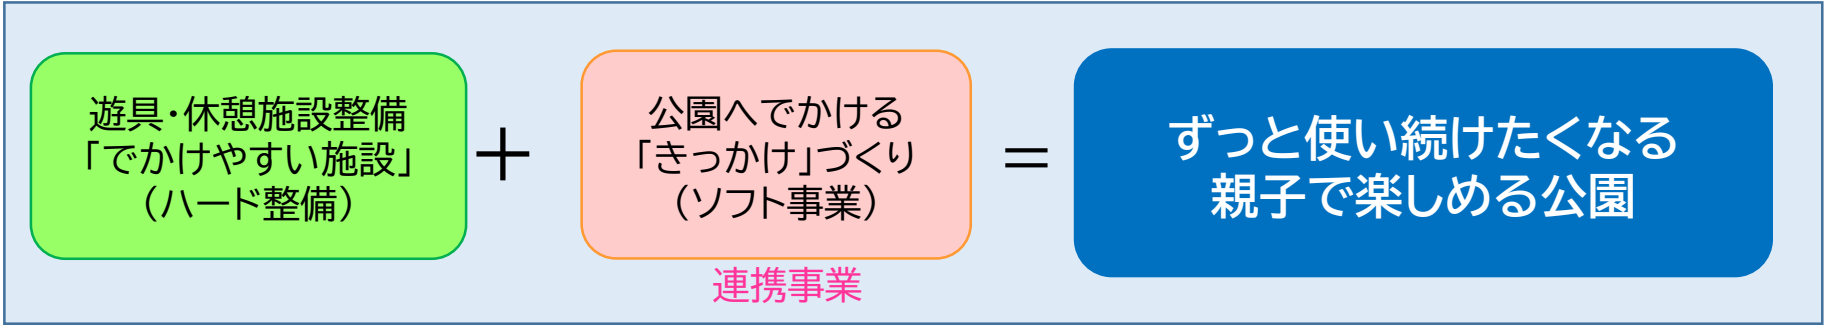 遊具・休憩施設整備
「でかけやすい施設」
（ハード整備）
＋
公園へでかける
「きっかけ」づくり
（ソフト事業）
連携事業
＝
ずっと使い続けたくなる
親子で楽しめる公園